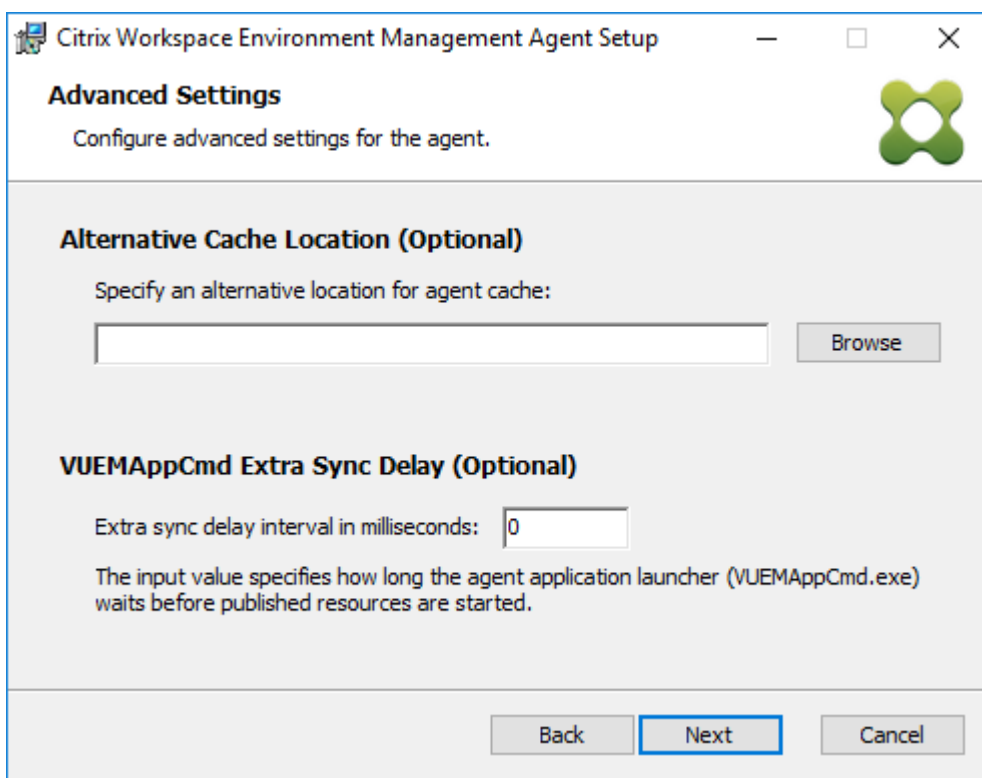 Citrix Workspace Environment Management Agent Setup
Advanced Settings
Configure advanced settings for the agent.
Alternative Cache Location (Optional)
Specify an alternative location for agent cache:
Browse
VUEMAppCmd Extra Sync Delay (Optional)
Extra sync delay interval in milliseconds: 0
The input value specifies how long the agent application launcher (VUEMAppCmd.exe)
waits before published resources are started.
Back Next Cancel